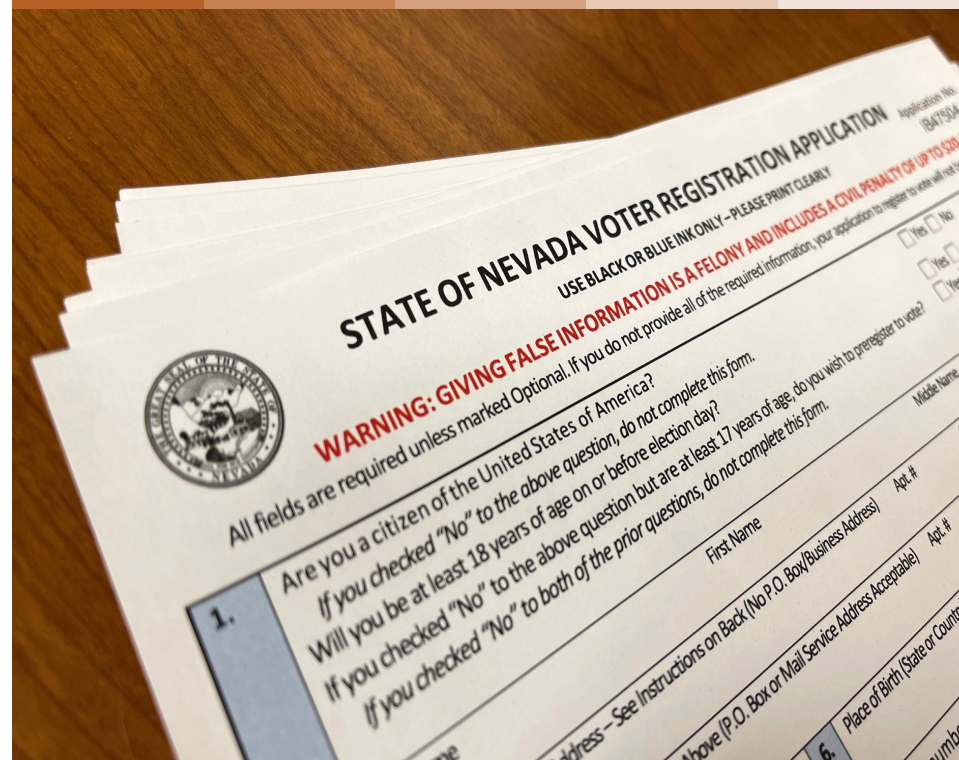 STATE OF NEVADA VOTER REGISTRATION APPLICATION
Application No.
USE BLACK OR BLUE INK ONLY – PLEASE PRINT CLEARLY
WARNING: GIVING FALSE INFORMATION IS A FELONY AND INCLUDES A CIVIL PENALTY OF UP TO
All fields are required unless marked Optional. If you do not provide all of the required information, your application to register to vote will not
THE GREAT SEAL OF THE STATE OF NEVADA
1.
Are you a citizen of the United States of America?
Yes No
If you checked "No" to the above question, do not complete this form.
Will you be at least 18 years of age on or before election day?
Yes
If you checked "No" to the above question but are at least 17 years of age, do you wish to preregister to vote?
Yes
If you checked "No" to both of the prior questions, do not complete this form.
First Name
Middle Name
– See Instructions on Back (No P.O. Box/Business Address)
Apt. #
Above (P.O. Box or Mail Service Address Acceptable)
Apt. #
6.
Place of Birth (State or